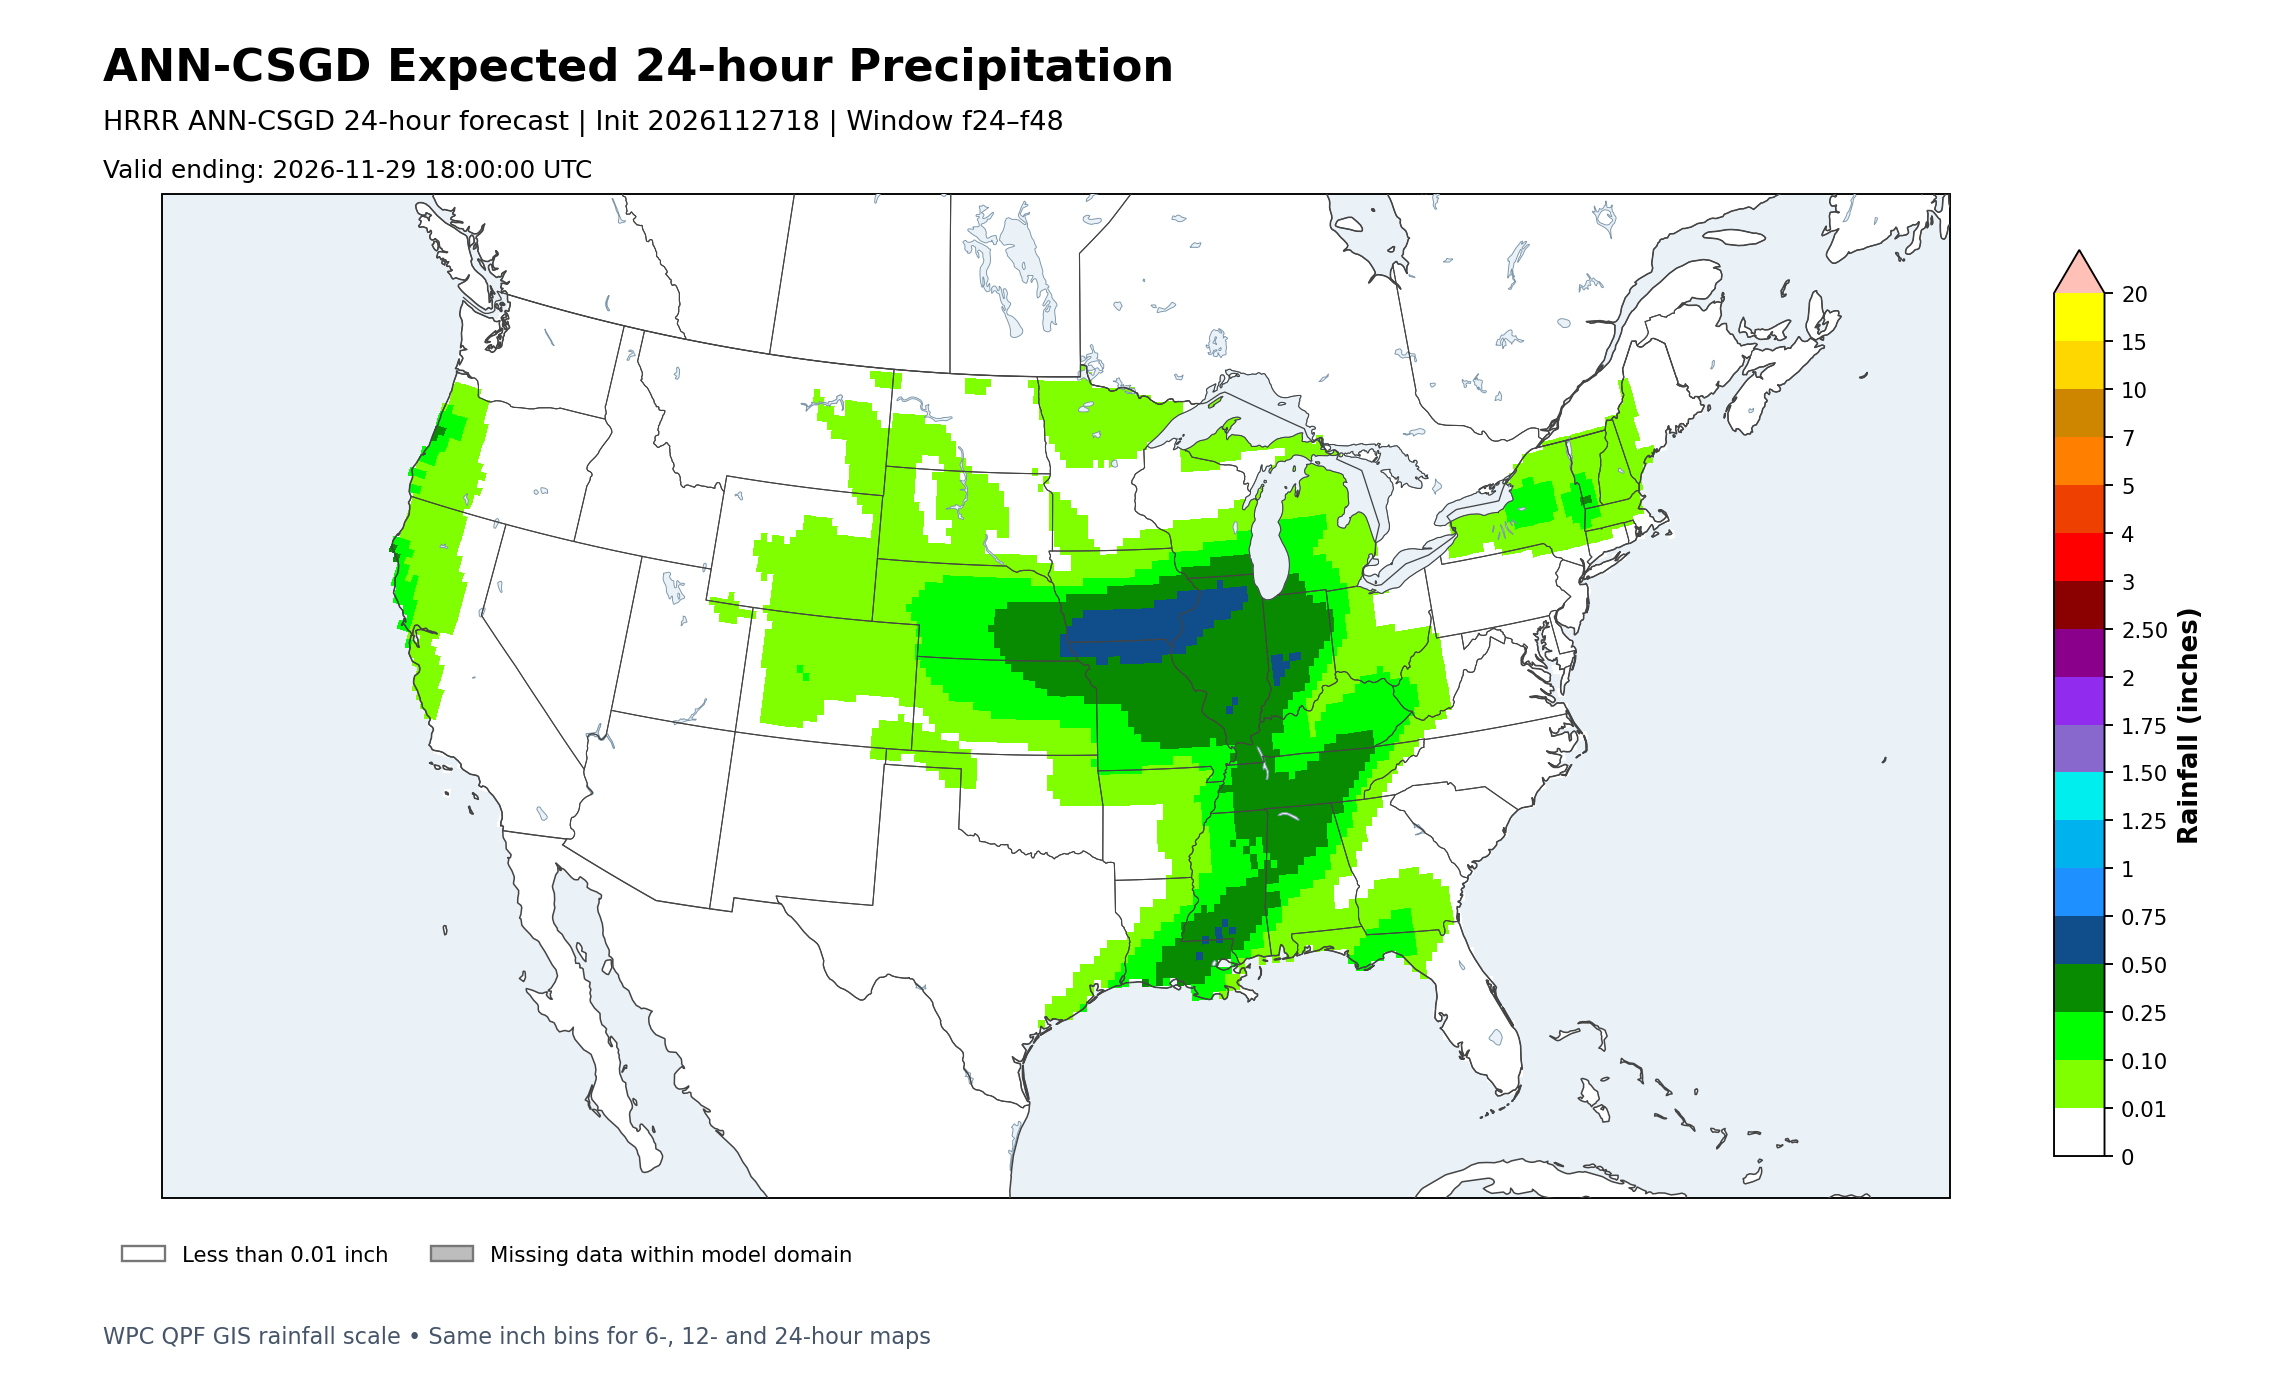 ANN-CSGD Expected 24-hour Precipitation
HRRR ANN-CSGD 24-hour forecast | Init 2026112718 | Window f24–f48
Valid ending: 2026-11-29 18:00:00 UTC
20
15
10
7
5
4
3
2.50
2
1.75
1.50
1.25
1
0.75
0.50
0.25
0.10
0.01
0
Rainfall (inches)
Less than 0.01 inch
Missing data within model domain
WPC QPF GIS rainfall scale • Same inch bins for 6-, 12- and 24-hour maps